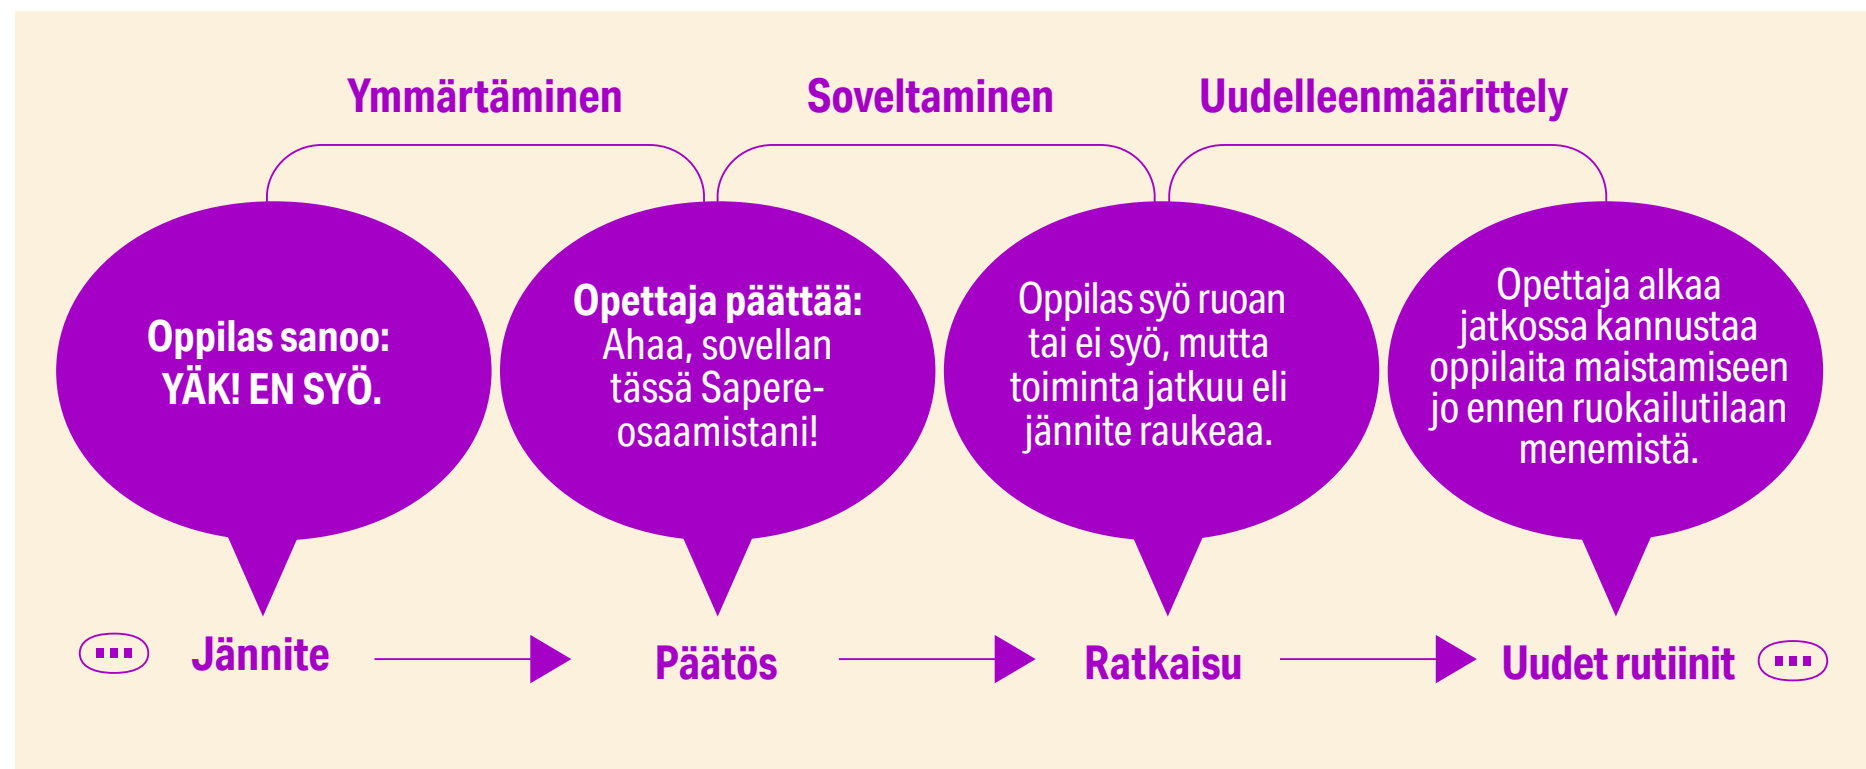 Ymmärtäminen
Soveltaminen
Uudelleenmäärittely
Oppilas sanoo:
YÄK! EN SYÖ.
Opettaja päättää:
Ahaa, sovellan
tässä Sapere-
osaamistani!
Oppilas syö ruoan
tai ei syö, mutta
toiminta jatkuu eli
jännite raukeaa.
Opettaja alkaa
jatkossa kannustaa
oppilaita maistamiseen
jo ennen ruokailutilaan
menemistä.
Jännite
Päätös
Ratkaisu
Uudet rutiinit